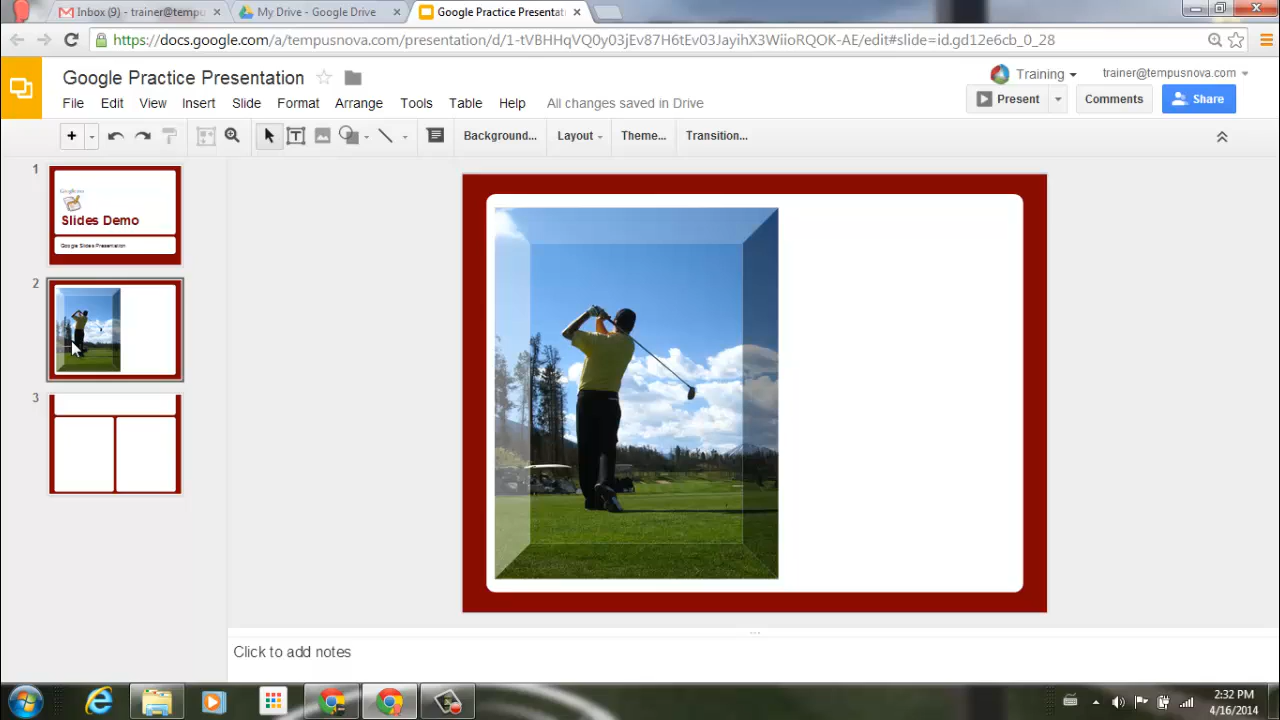 Inbox (9) - trainer@tempu
My Drive - Google Drive
Google Practice Presentat
https://docs.google.com/a/tempusnova.com/presentation/d/1-tVBHHqVQ0y03jEv87H6tEv03JayihX3WiioRQOK-AE/edit#slide=id.gd12e6cb_0_28
Google Practice Presentation
Training
trainer@tempusnova.com
File Edit View Insert Slide Format Arrange Tools Table Help All changes saved in Drive
Present
Comments
Share
Background... Layout Theme... Transition...
1
Slides Demo
Google Slides Presentation
2
3
Click to add notes
2:32 PM
4/16/2014